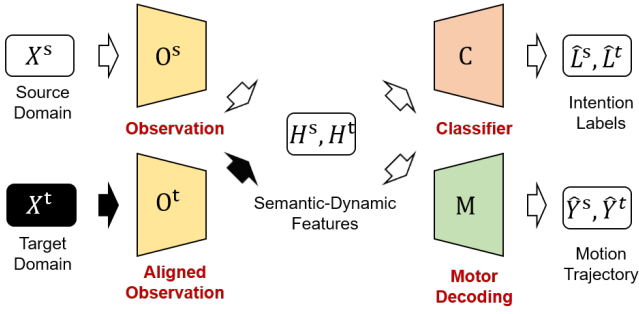 X^s
Source
Domain
O^s
Observation
X^t
Target
Domain
O^t
Aligned
Observation
H^s, H^t
Semantic-Dynamic
Features
C
Classifier
L̂^s, L̂^t
Intention
Labels
M
Motor
Decoding
Ŷ^s, Ŷ^t
Motion
Trajectory